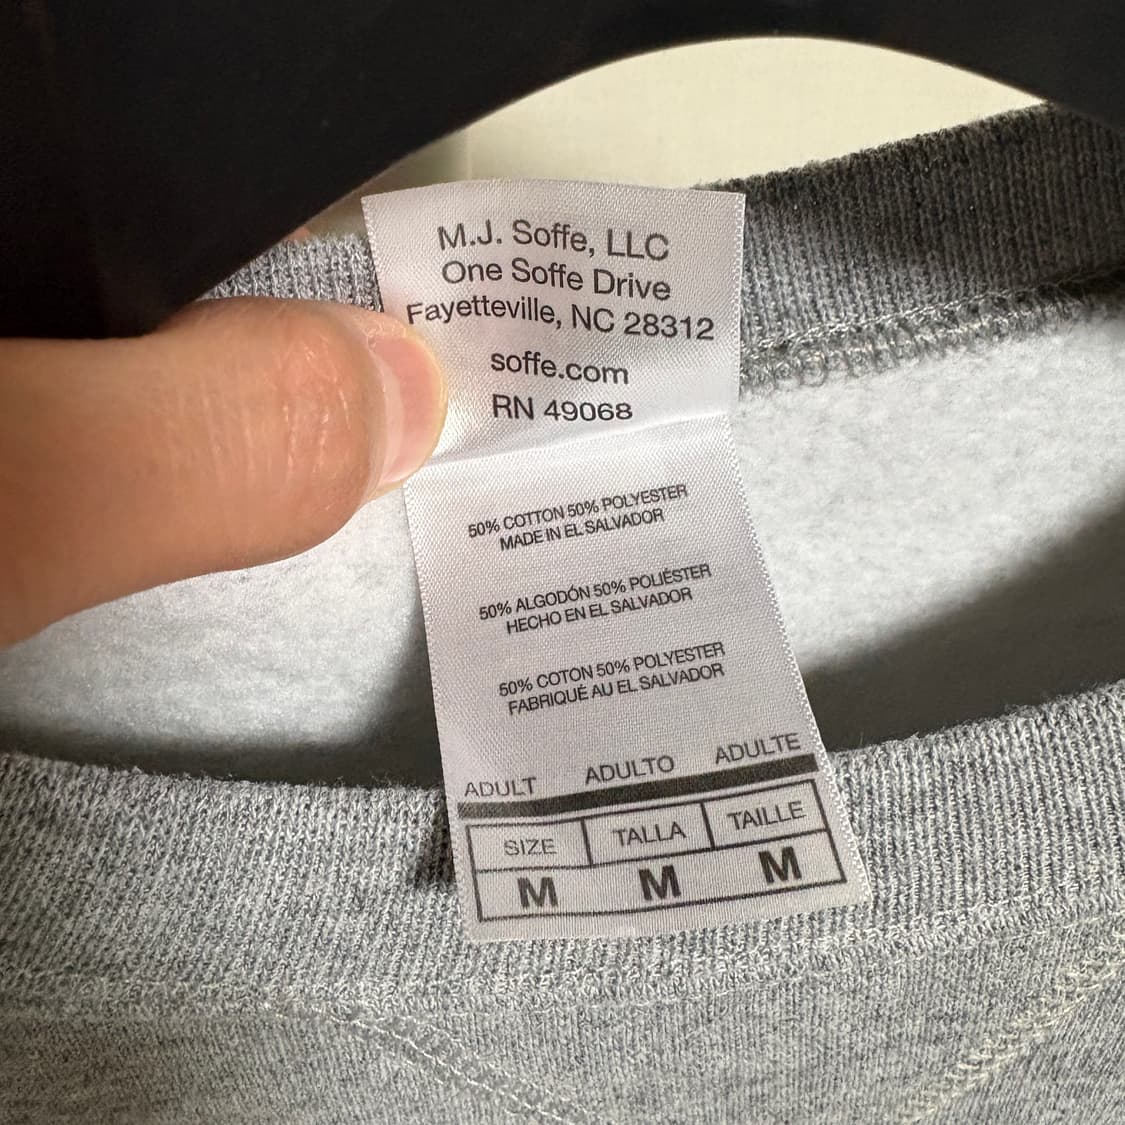 M.J. Soffe, LLC
One Soffe Drive
Fayetteville, NC 28312
soffe.com
RN 49068
50% COTTON 50% POLYESTER
MADE IN EL SALVADOR
50% ALGODÓN 50% POLIÉSTER
HECHO EN EL SALVADOR
50% COTON 50% POLYESTER
FABRIQUÉ AU EL SALVADOR
ADULT ADULTO ADULTE
SIZE TALLA TAILLE
M M M